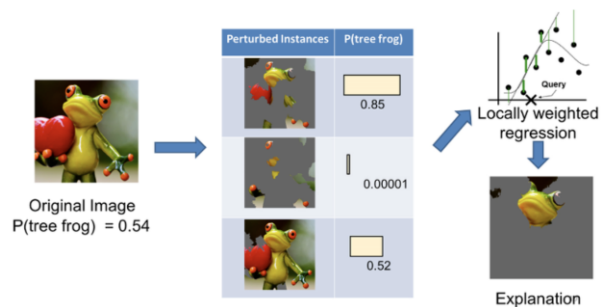 Perturbed Instances
P(tree frog)
0.85
0.00001
0.52
Original Image
P(tree frog) = 0.54
Query
Locally weighted
regression
Explanation